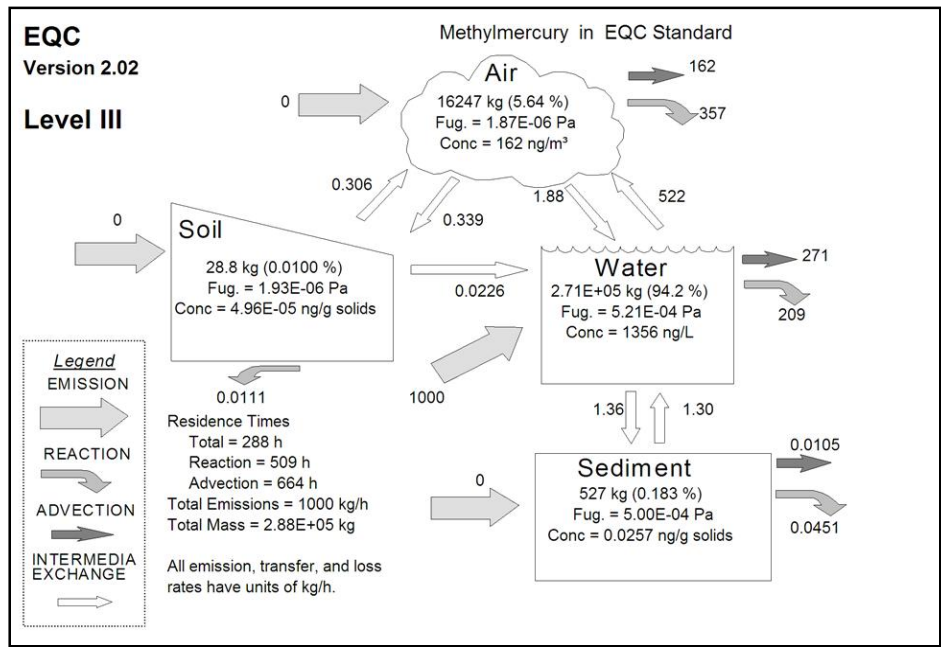 EQC
Version 2.02
Level III
Methylmercury in EQC Standard
Air
16247 kg (5.64 %)
Fug. = 1.87E-06 Pa
Conc = 162 ng/m³
0
162
357
0.306
0.339
1.88
522
0
Soil
28.8 kg (0.0100 %)
Fug. = 1.93E-06 Pa
Conc = 4.96E-05 ng/g solids
0.0226
Water
2.71E+05 kg (94.2 %)
Fug. = 5.21E-04 Pa
Conc = 1356 ng/L
271
209
1000
0.0111
1.36
1.30
Legend
EMISSION
REACTION
ADVECTION
INTERMEDIA
EXCHANGE
Residence Times
Total = 288 h
Reaction = 509 h
Advection = 664 h
Total Emissions = 1000 kg/h
Total Mass = 2.88E+05 kg
All emission, transfer, and loss
rates have units of kg/h.
0
Sediment
527 kg (0.183 %)
Fug. = 5.00E-04 Pa
Conc = 0.0257 ng/g solids
0.0105
0.0451